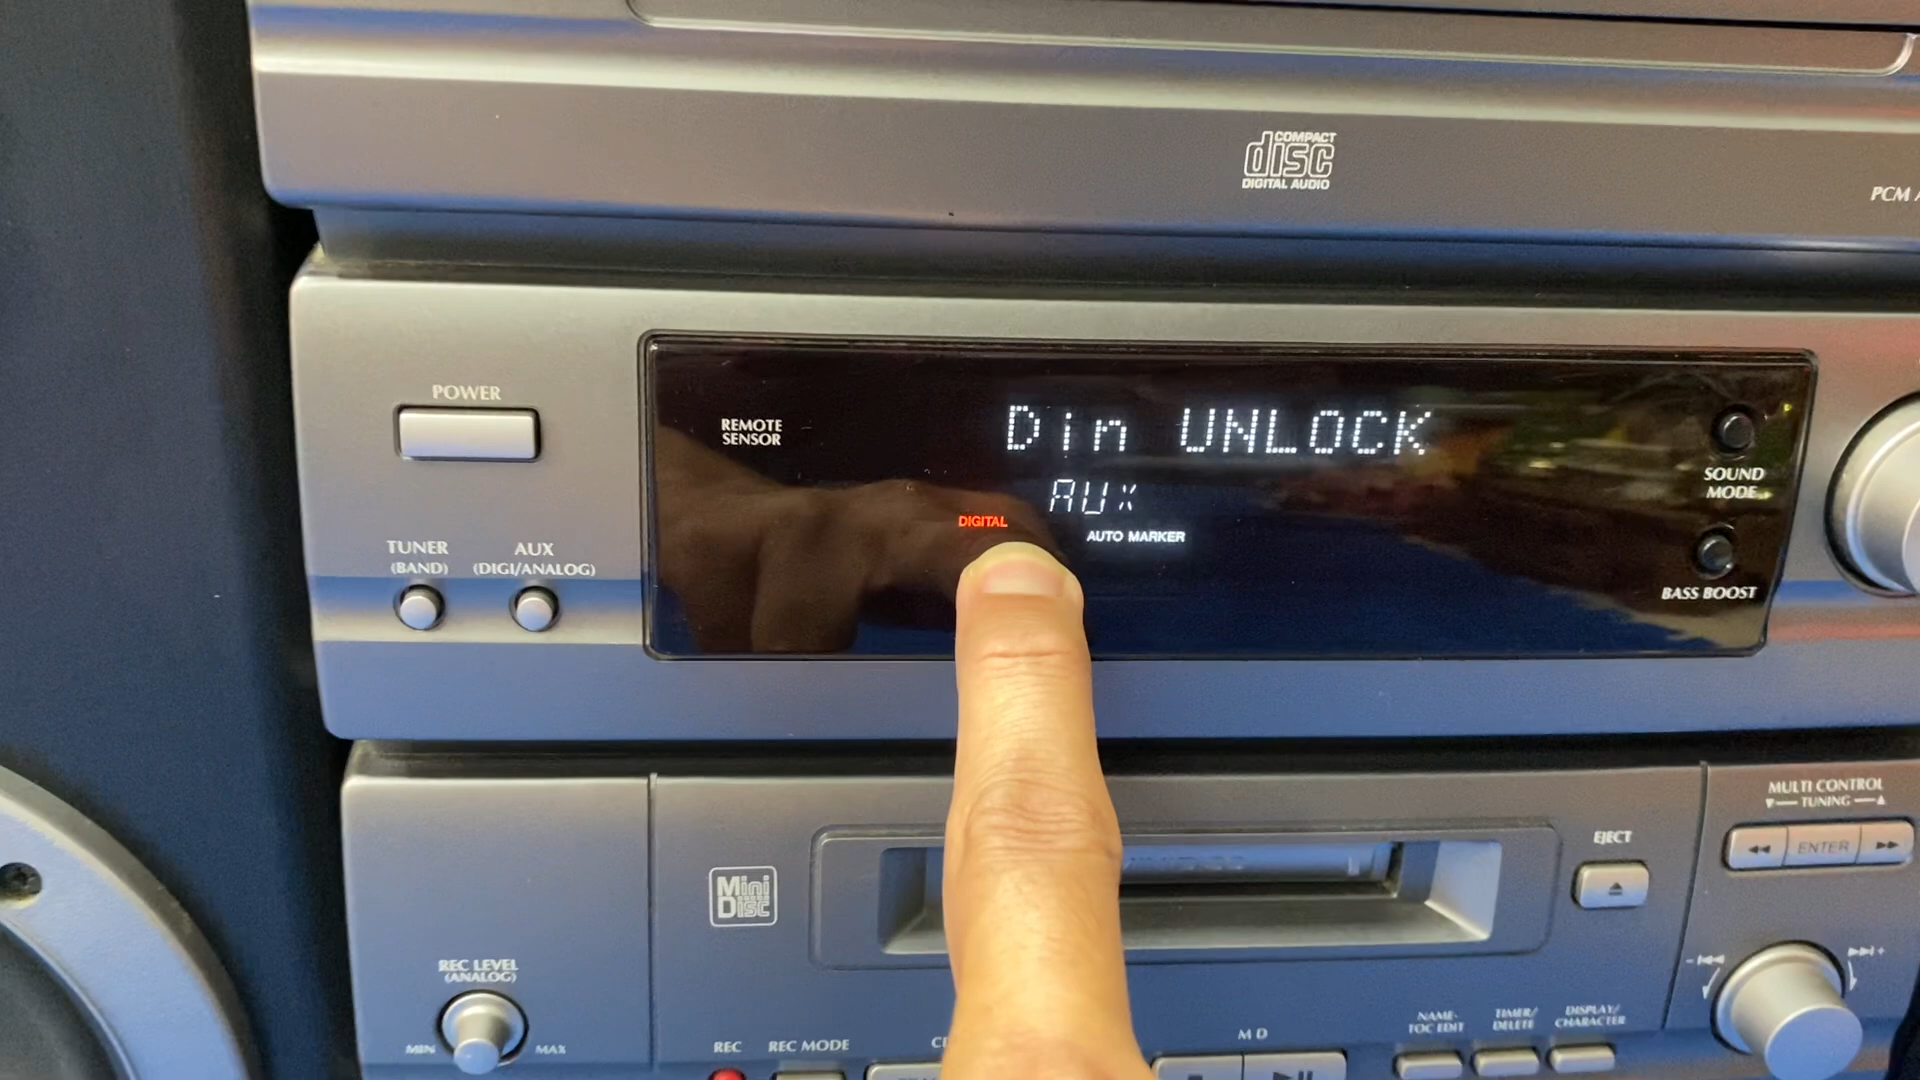 COMPACT
disc
DIGITAL AUDIO
PCM
POWER
REMOTE
SENSOR
Din UNLOCK
AUX
DIGITAL
AUTO MARKER
SOUND
MODE
BASS BOOST
TUNER
(BAND)
AUX
(DIGI/ANALOG)
MULTI CONTROL
TUNING
ENTER
EJECT
Mini
Disc
REC LEVEL
(ANALOG)
MIN
MAX
REC
REC MODE
MD
NAME·
TOC EDIT
TIMER/
DELETE
DISPLAY/
CHARACTER